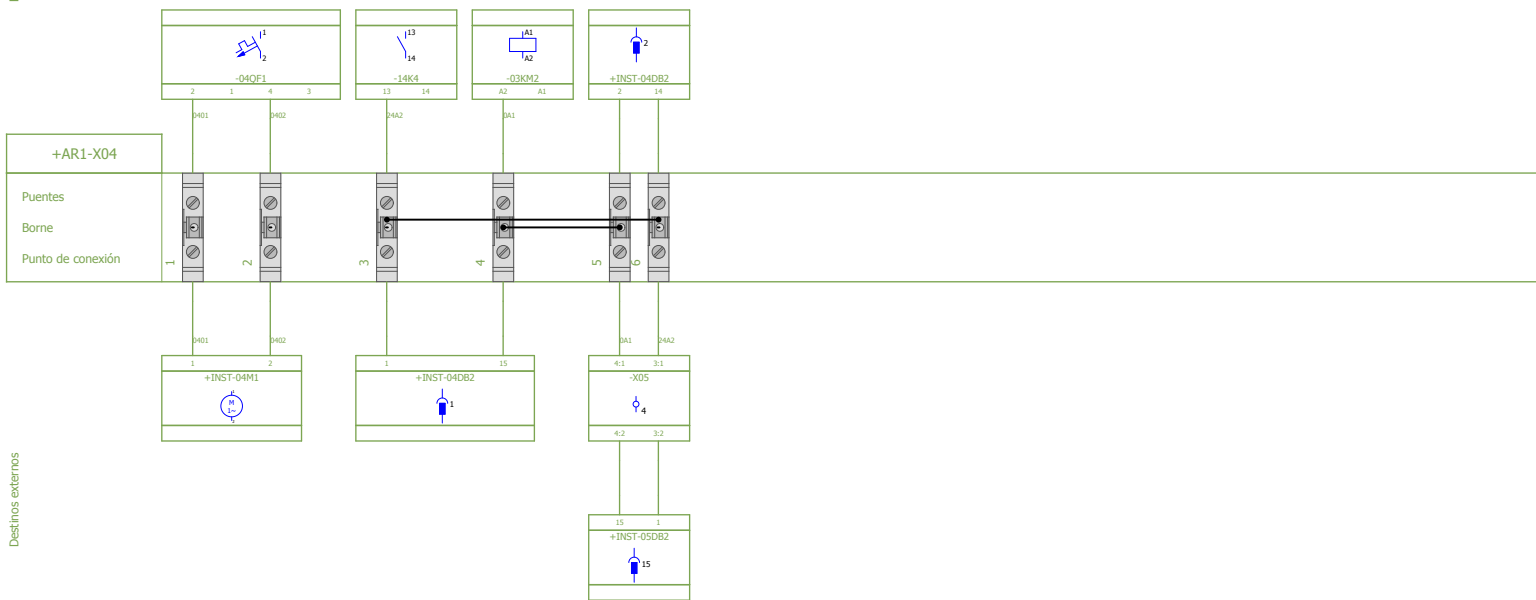 1
2
-04QF1
2 1 4 3
13
14
-14K4
13 14
A1
A2
-03KM2
A2 A1
2
+INST-04DB2
2 14
0401
0402
24A2
0A1
+AR1-X04
Puentes
Borne
Punto de conexión
1
2
3
4
5
6
0401
0402
0A1
24A2
1 2
+INST-04M1
M
1~
1 15
+INST-04DB2
1
4:1 3:1
-X05
4
4:2 3:2
Destinos externos
15 1
+INST-05DB2
15